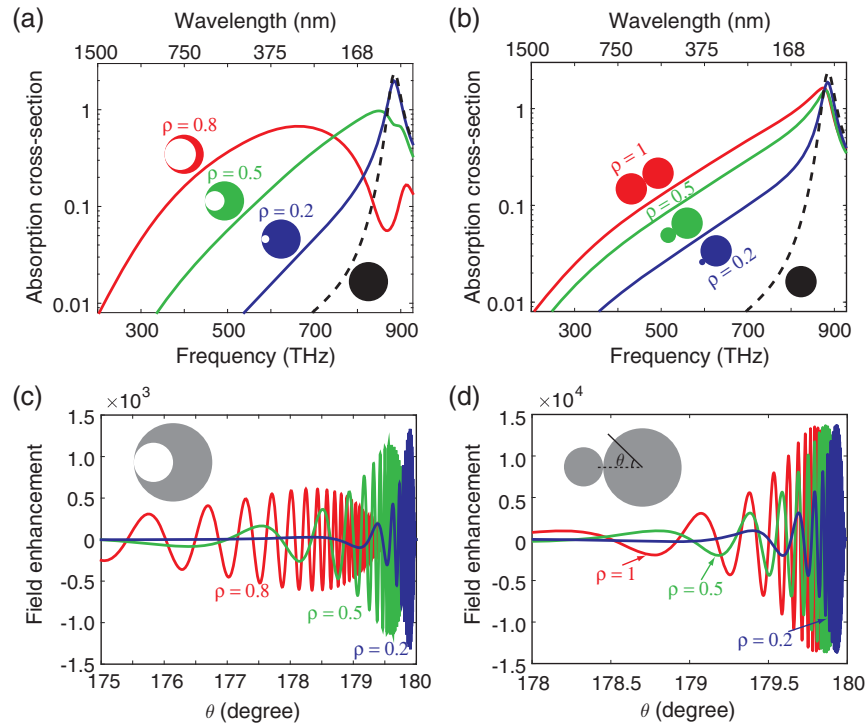 (a)
Wavelength (nm)
1500 750 375 168
Absorption cross-section
1
0.1
0.01
ρ = 0.8
ρ = 0.5
ρ = 0.2
300 500 700 900
Frequency (THz)
(b)
Wavelength (nm)
1500 750 375 168
Absorption cross-section
1
0.1
0.01
ρ = 1
ρ = 0.5
ρ = 0.2
300 500 700 900
Frequency (THz)
(c)
×10³
Field enhancement
1.5
1.0
0.5
0
-0.5
-1.0
-1.5
ρ = 0.8
ρ = 0.5
ρ = 0.2
175 176 177 178 179 180
θ (degree)
(d)
×10⁴
Field enhancement
1.5
1.0
0.5
0
-0.5
-1.0
-1.5
θ
ρ = 1
ρ = 0.5
ρ = 0.2
178 178.5 179 179.5 180
θ (degree)